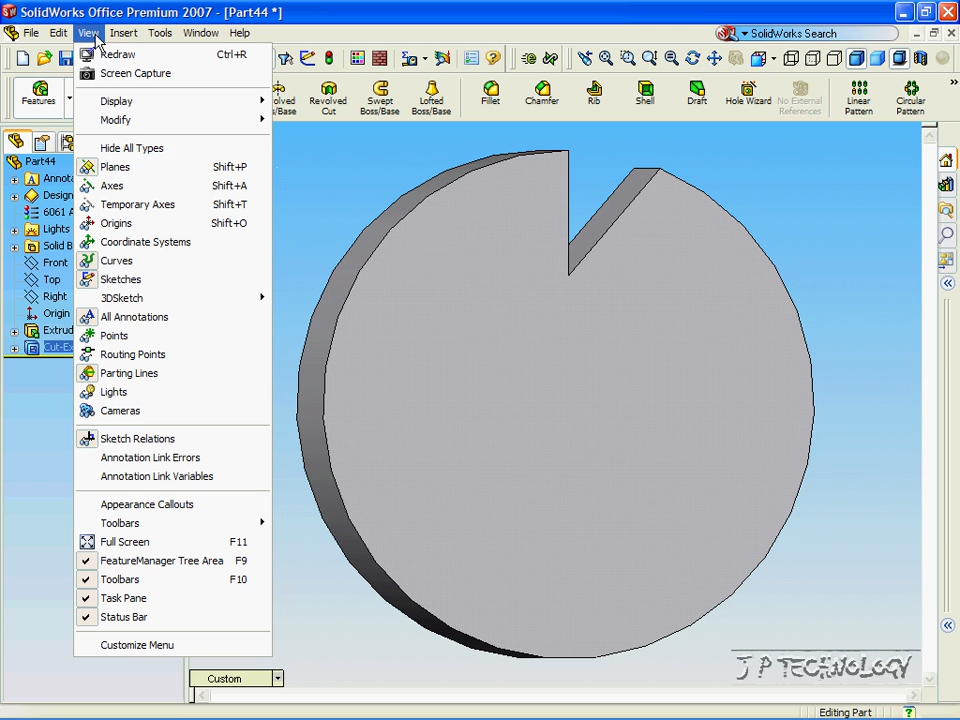 SolidWorks Office Premium 2007 - [Part44 *]
File Edit View Insert Tools Window Help
SolidWorks Search
Features
Revolved Cut
Swept Boss/Base
Lofted Boss/Base
Fillet
Chamfer
Rib
Shell
Draft
Hole Wizard
No External References
Linear Pattern
Circular Pattern
Redraw Ctrl+R
Screen Capture
Display
Modify
Hide All Types
Planes Shift+P
Axes Shift+A
Temporary Axes Shift+T
Origins Shift+O
Coordinate Systems
Curves
Sketches
3DSketch
All Annotations
Points
Routing Points
Parting Lines
Lights
Cameras
Sketch Relations
Annotation Link Errors
Annotation Link Variables
Appearance Callouts
Toolbars
Full Screen F11
FeatureManager Tree Area F9
Toolbars F10
Task Pane
Status Bar
Customize Menu
Part44
Lights
Front
Top
Right
Origin
Custom
J P TECHNOLOGY
Editing Part